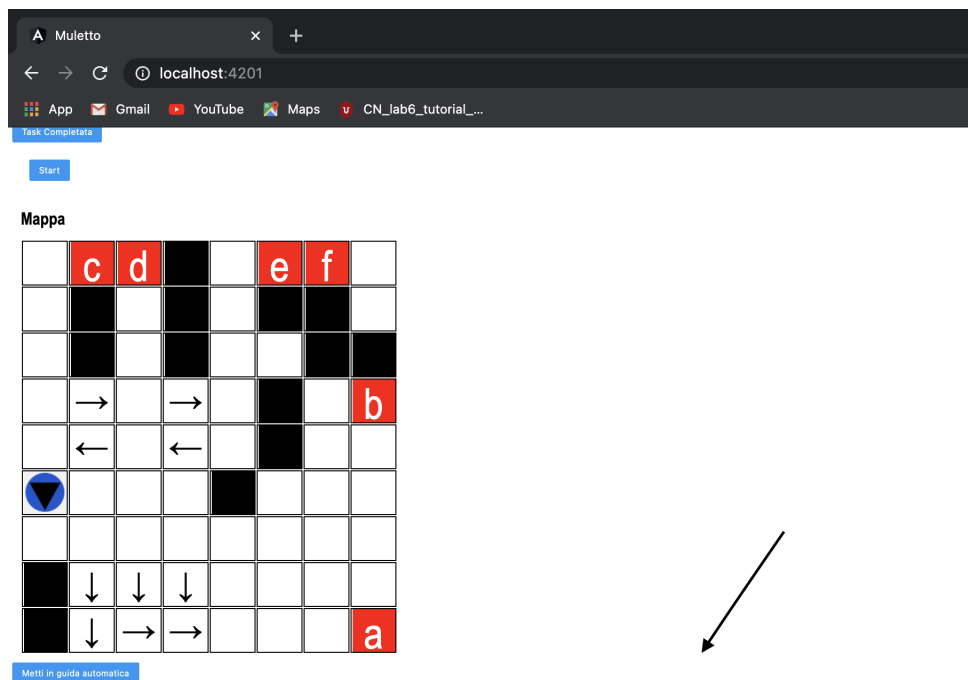 Muletto
localhost:4201
App Gmail YouTube Maps CN_lab6_tutorial_...
Task Completata
Start
Mappa
c d e f
→ → b
← ←
↓ ↓ ↓
↓ → → a
Metti in guida automatica